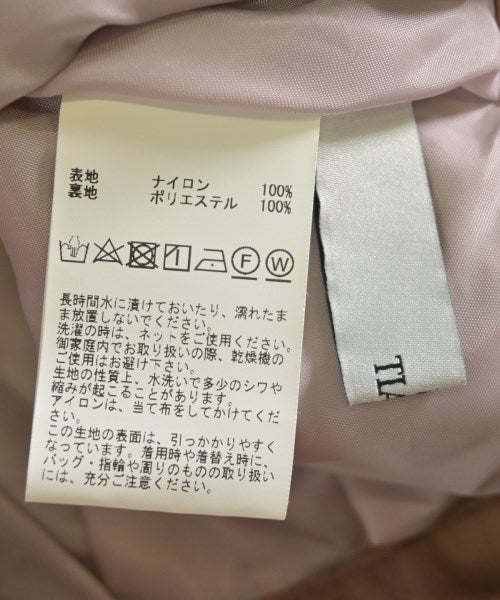 表地 ナイロン 100%
裏地 ポリエステル 100%
F W
長時間水に漬けておいたり、濡れたま
ま放置しないでください。
洗濯の時は、ネットをご使用ください。
御家庭内でお取り扱いの際、乾燥機の
ご使用はお避け下さい。
生地の性質上、水洗いで多少のシワや
縮みが起こることがあります。
アイロンは、当て布をしてかけてくだ
さい。
この生地の表面は、引っかかりやすく
なっています。着用時や着替え時に、
バッグ・指輪や周りのものの取り扱い
には、充分ご注意ください。